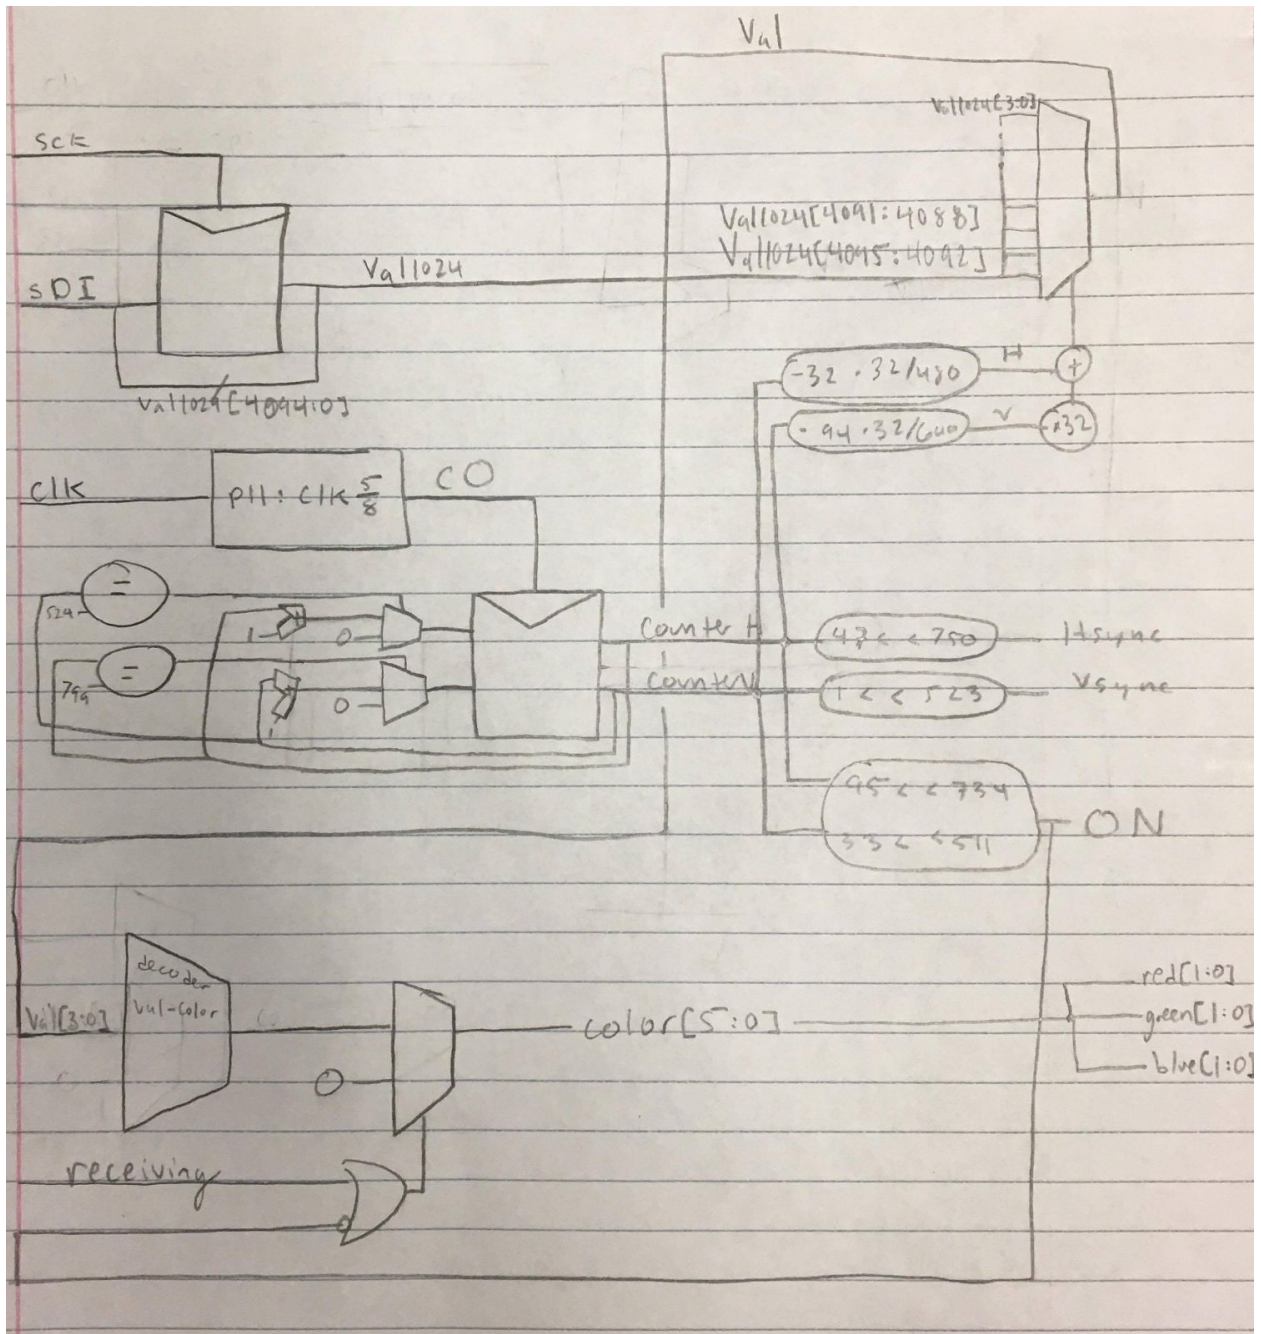 Val
Val1024[3:0]
sck
Val1024[4091:4088]
Val1024[4095:4092]
Val1024
SDI
H
+
-32 · 32/480
Val1024[4094:0]
V
- 94 · 32/640
×32
clk
pll: clk 5/8
CO
=
524
1
0
Counter H
47< <750
Hsync
=
799
0
Counter V
1 < < 523
Vsync
95 < < 734
ON
33< <511
decoder
Val-color
red[1:0]
Val[3:0]
color[5:0]
green[1:0]
blue[1:0]
0
receiving